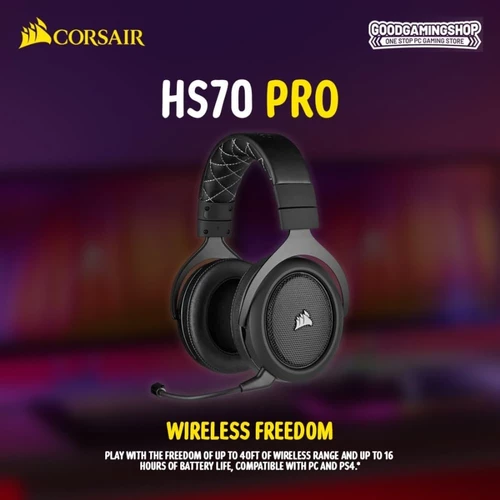 CORSAIR
GOODGAMINGSHOP
ONE STOP PC GAMING STORE
HS70 PRO
WIRELESS FREEDOM
PLAY WITH THE FREEDOM OF UP TO 40FT OF WIRELESS RANGE AND UP TO 16
HOURS OF BATTERY LIFE, COMPATIBLE WITH PC AND PS4.*